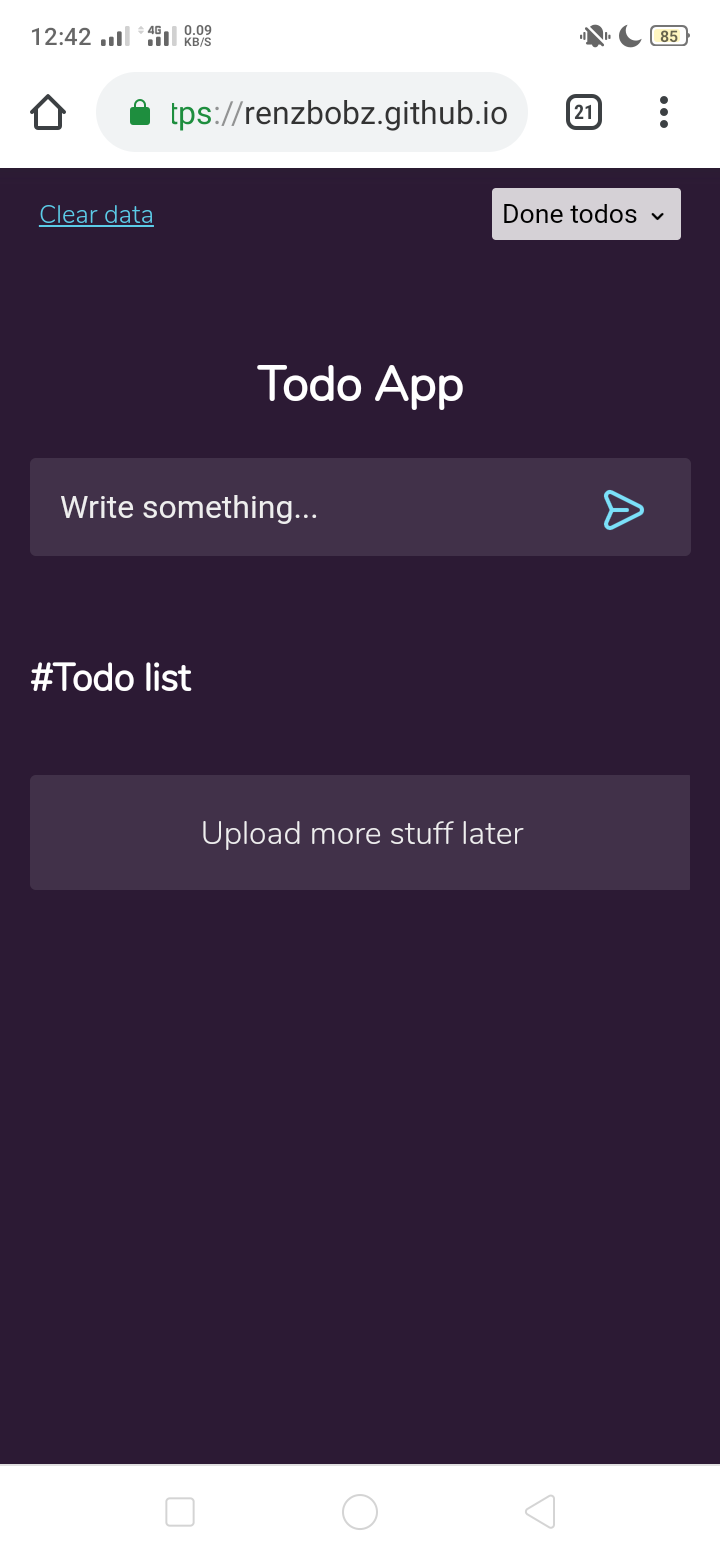 12:42 4G 0.09 KB/S 85
tps://renzbobz.github.io 21
Clear data Done todos
Todo App
Write something...
#Todo list
Upload more stuff later